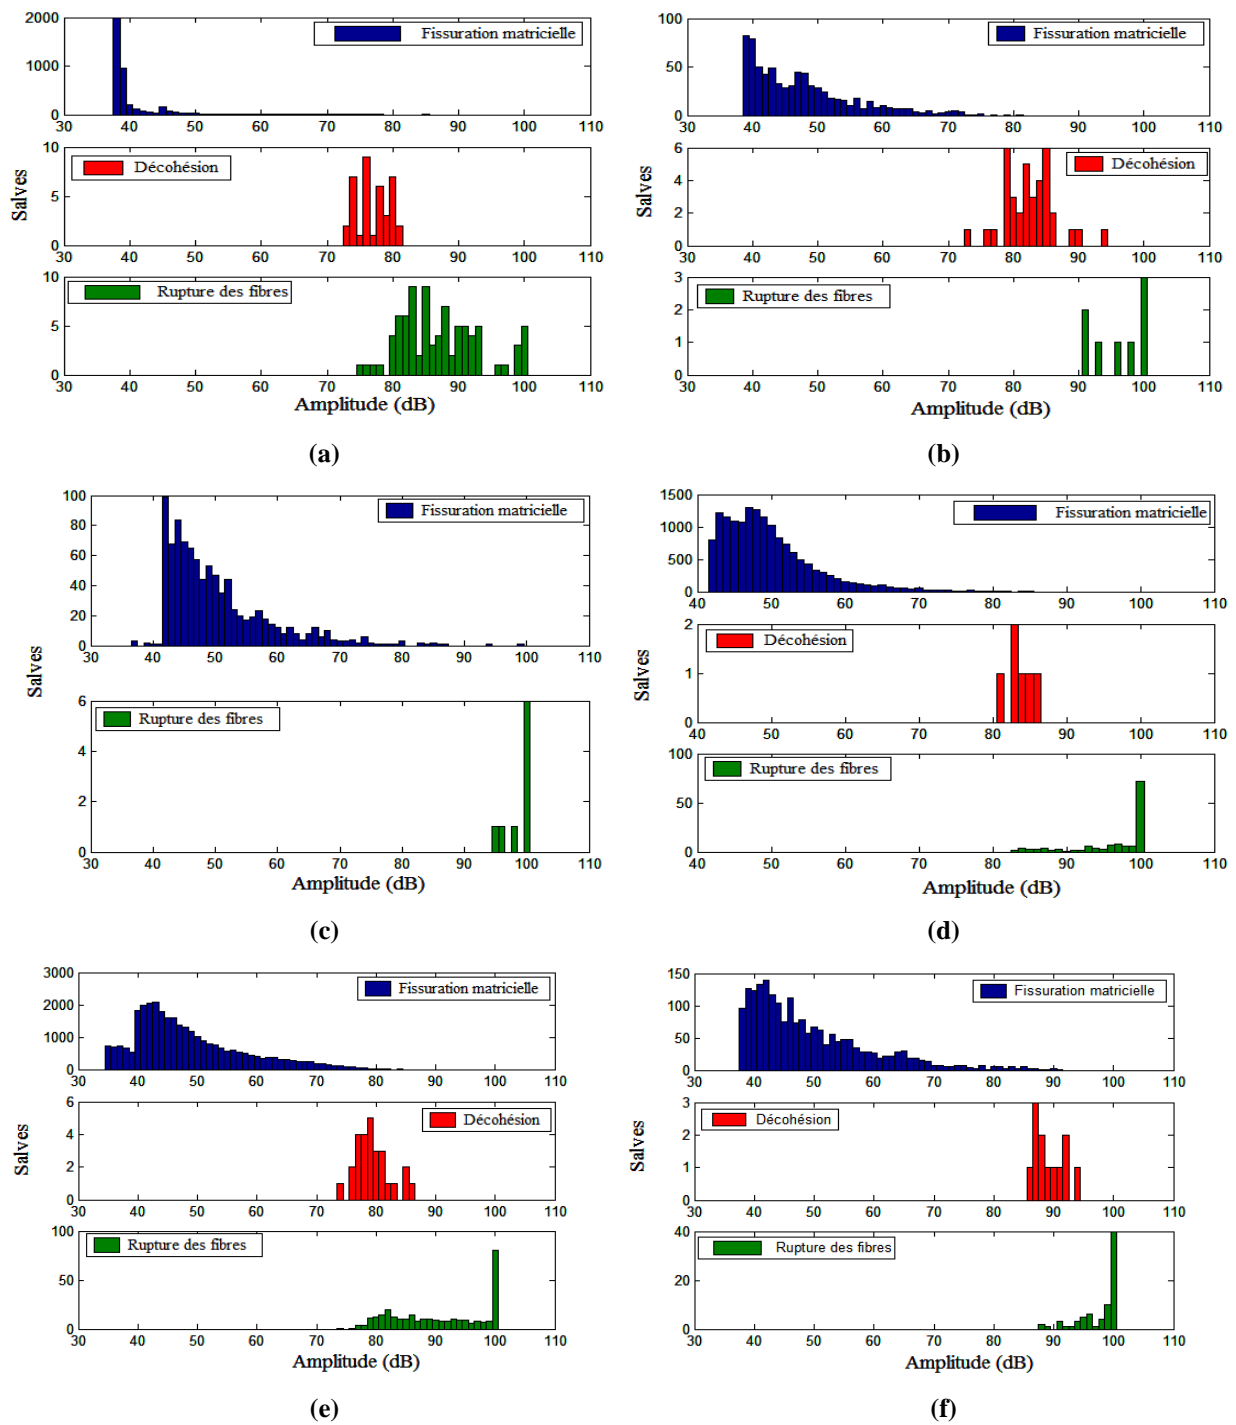 2000
1000
0
Fissuration matricielle
30 40 50 60 70 80 90 100 110
10
5
0
Décohésion
30 40 50 60 70 80 90 100 110
Salves
10
5
0
Rupture des fibres
30 40 50 60 70 80 90 100 110
Amplitude (dB)
(a)
100
50
0
Fissuration matricielle
30 40 50 60 70 80 90 100 110
6
4
2
0
Décohésion
30 40 50 60 70 80 90 100 110
Salves
3
2
1
0
Rupture des fibres
30 40 50 60 70 80 90 100 110
Amplitude (dB)
(b)
100
80
60
40
20
0
Fissuration matricielle
30 40 50 60 70 80 90 100 110
Salves
6
4
2
0
Rupture des fibres
30 40 50 60 70 80 90 100 110
Amplitude (dB)
(c)
1500
1000
500
0
Fissuration matricielle
40 50 60 70 80 90 100 110
2
1
0
Décohésion
40 50 60 70 80 90 100 110
Salves
100
50
0
Rupture des fibres
40 50 60 70 80 90 100 110
Amplitude (dB)
(d)
3000
2000
1000
0
Fissuration matricielle
30 40 50 60 70 80 90 100 110
6
4
2
0
Décohésion
30 40 50 60 70 80 90 100 110
Salves
100
50
0
Rupture des fibres
30 40 50 60 70 80 90 100 110
Amplitude (dB)
(e)
150
100
50
0
Fissuration matricielle
30 40 50 60 70 80 90 100 110
3
2
1
0
Décohésion
30 40 50 60 70 80 90 100 110
Salves
40
20
0
Rupture des fibres
30 40 50 60 70 80 90 100 110
Amplitude (dB)
(f)